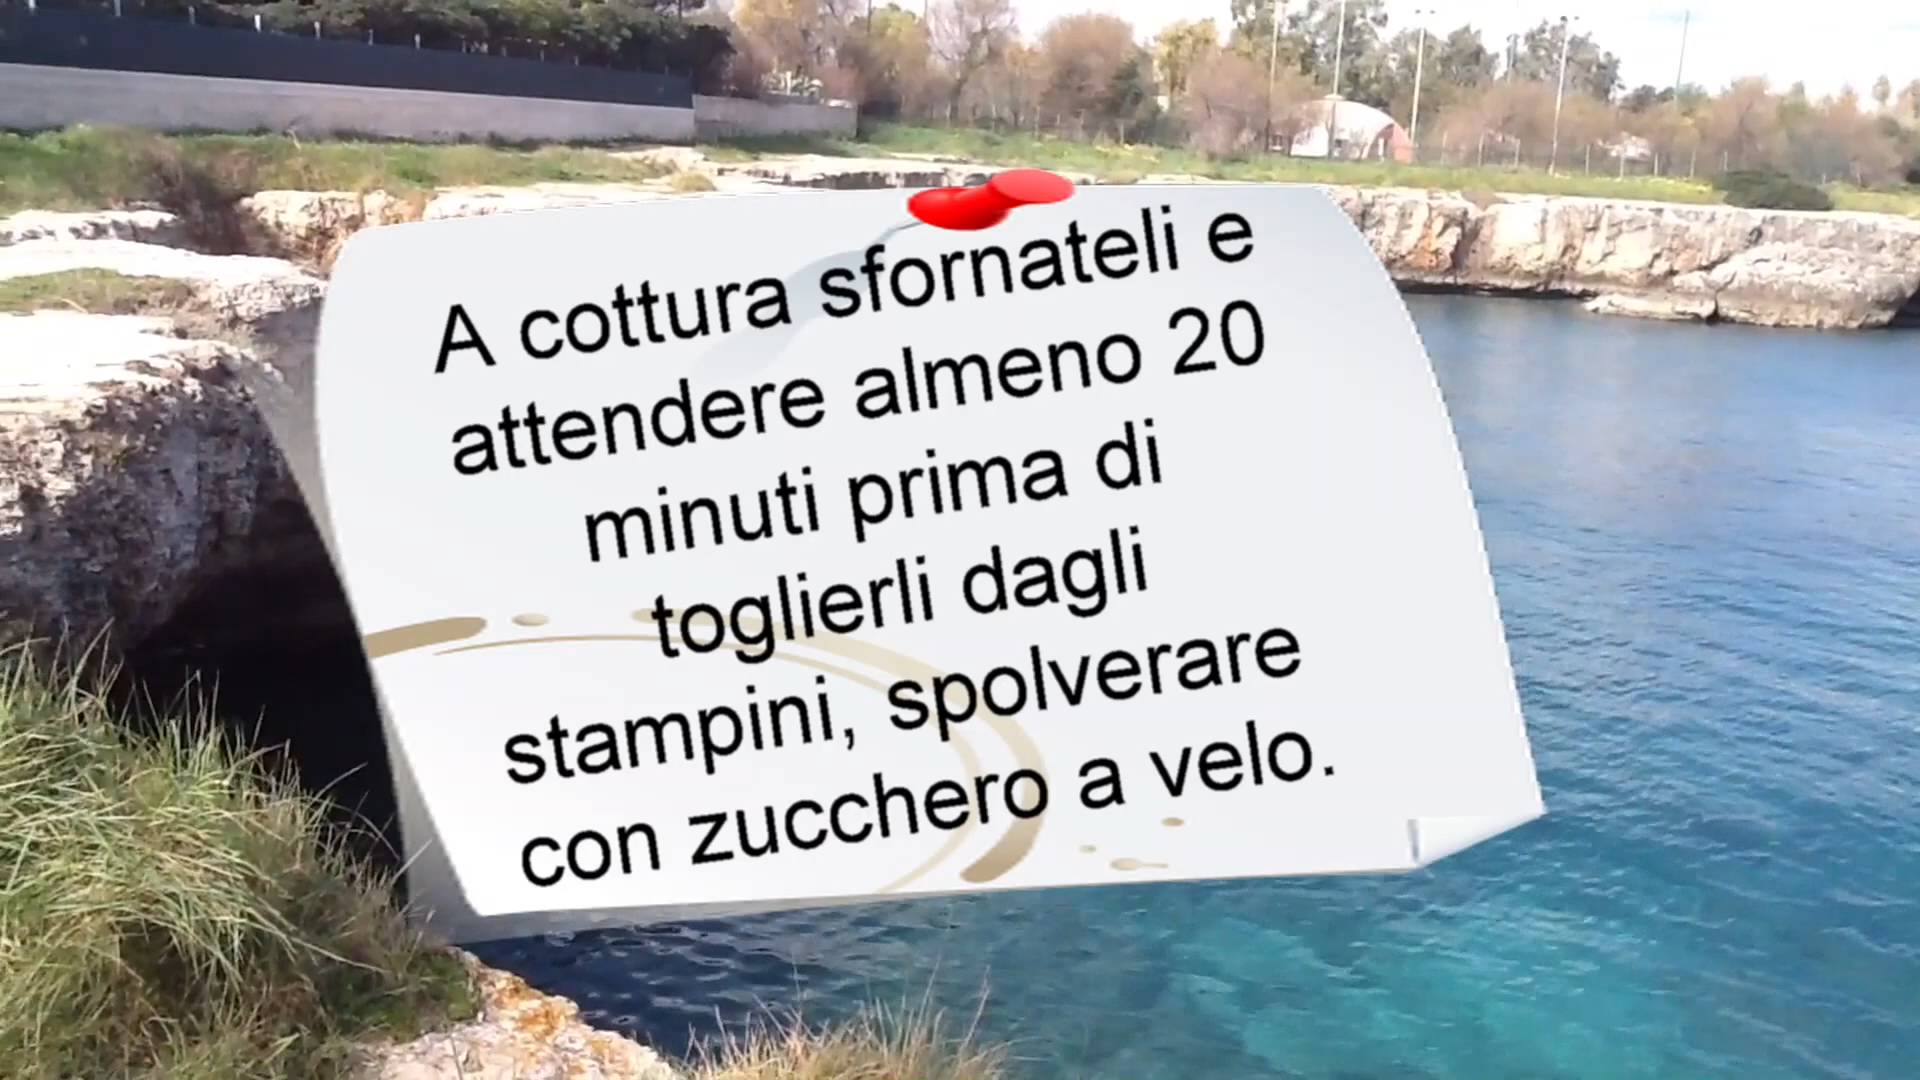 A cottura sfornateli e
attendere almeno 20
minuti prima di
toglierli dagli
stampini, spolverare
con zucchero a velo.